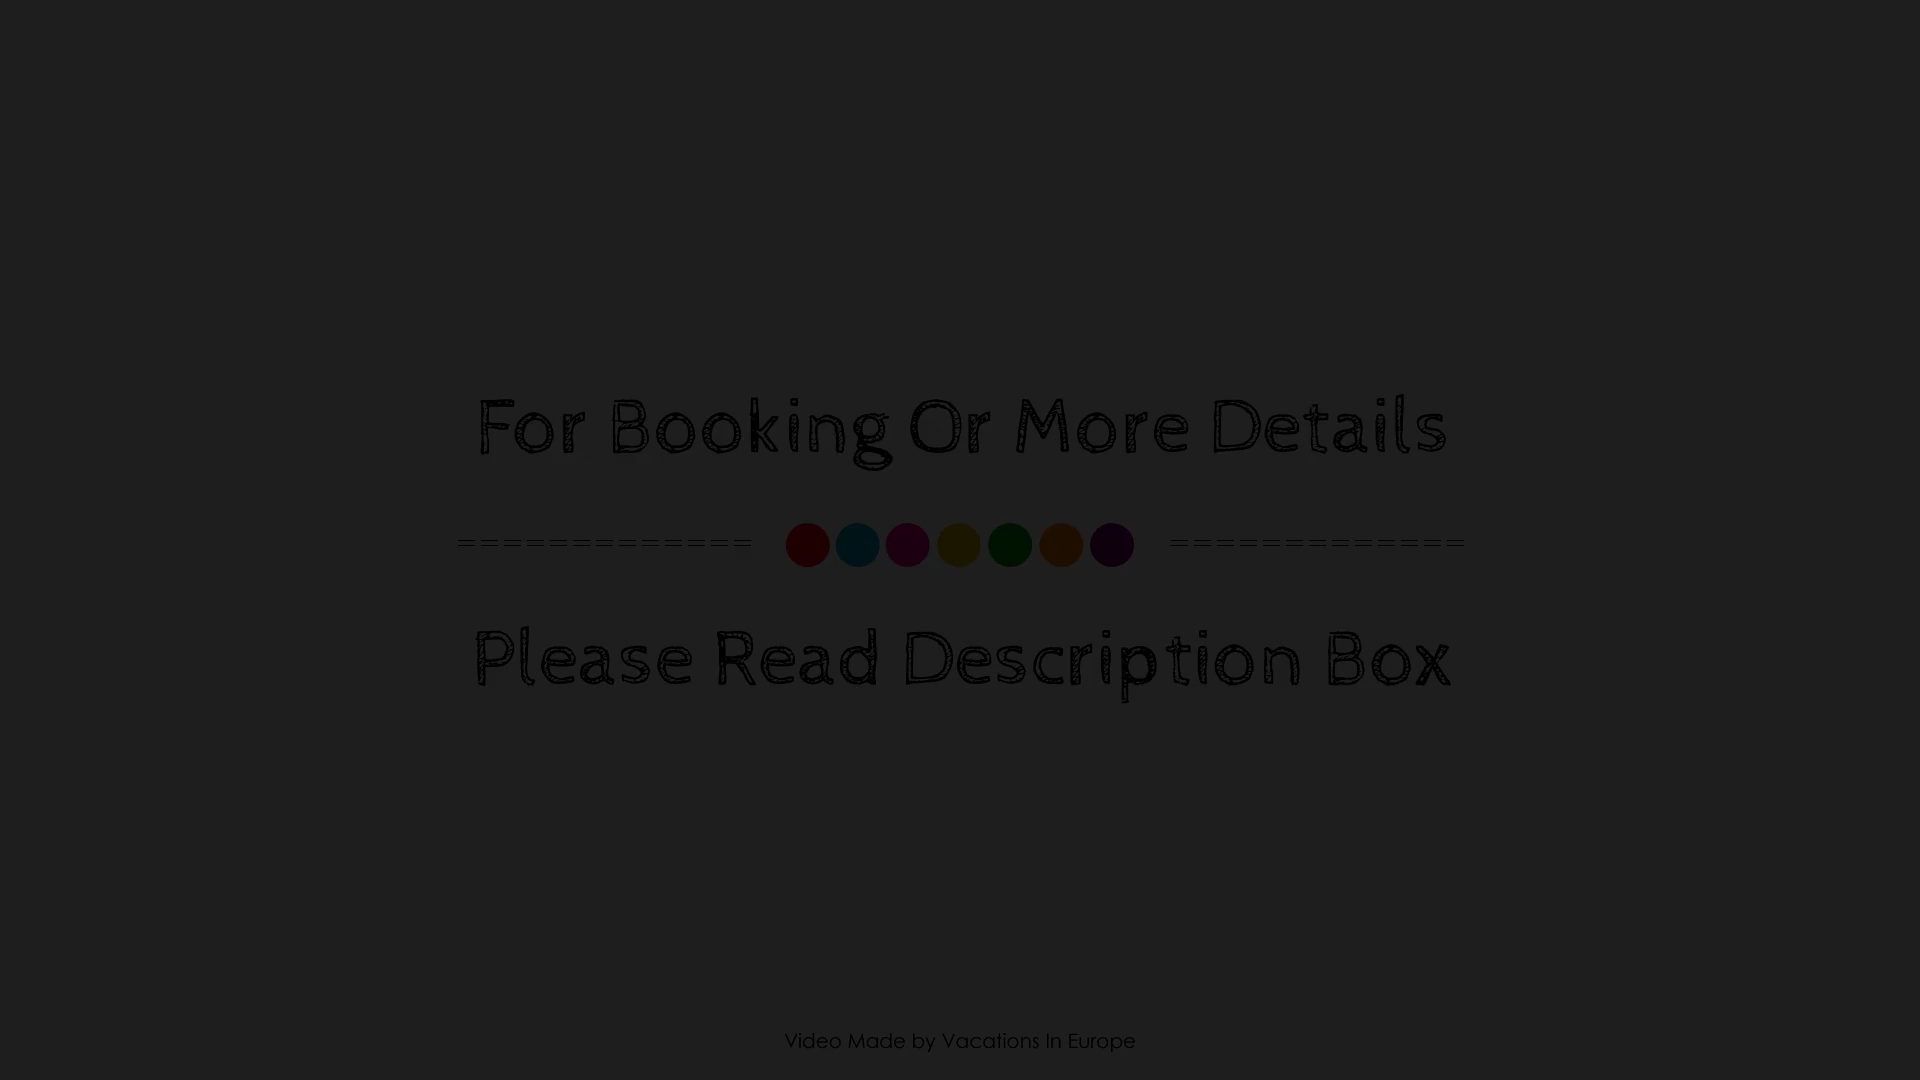 For Booking Or More Details
============= =============
Please Read Description Box
Video Made by Vacations In Europe